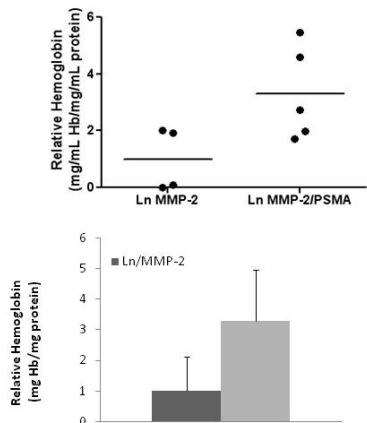 Relative Hemoglobin
(mg/mL Hb/mg/mL protein)
6
4
2
0
Ln MMP-2
Ln MMP-2/PSMA
Relative Hemoglobin
(mg Hb/mg protein)
6
5
4
3
2
1
0
Ln/MMP-2